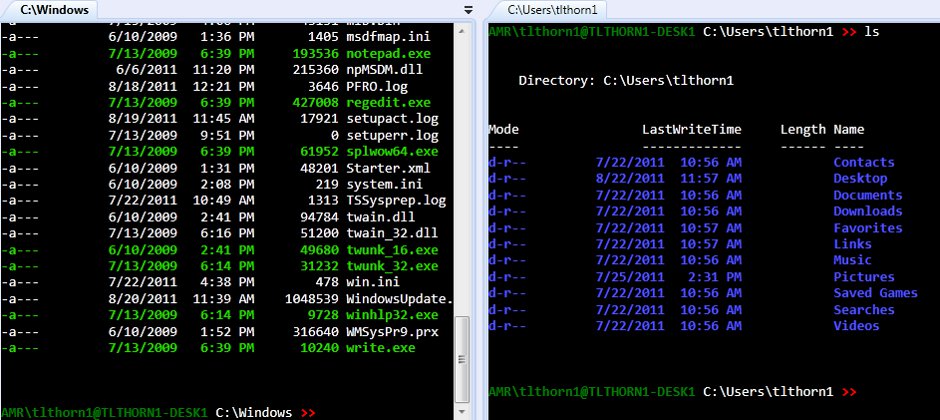 C:\Windows
-a--- 6/10/2009 1:36 PM 1405 msdfmap.ini
-a--- 7/13/2009 6:39 PM 193536 notepad.exe
-a--- 6/6/2011 11:20 PM 215360 npMSDM.dll
-a--- 8/18/2011 12:21 PM 3646 PFRO.log
-a--- 7/13/2009 6:39 PM 427008 regedit.exe
-a--- 8/19/2011 11:45 AM 17921 setupact.log
-a--- 7/13/2009 9:51 PM 0 setuperr.log
-a--- 7/13/2009 6:39 PM 61952 splwow64.exe
-a--- 6/10/2009 1:31 PM 48201 Starter.xml
-a--- 6/10/2009 2:08 PM 219 system.ini
-a--- 7/22/2011 10:49 AM 1313 TSSysprep.log
-a--- 6/10/2009 2:41 PM 94784 twain.dll
-a--- 7/13/2009 6:16 PM 51200 twain_32.dll
-a--- 6/10/2009 2:41 PM 49680 twunk_16.exe
-a--- 7/13/2009 6:14 PM 31232 twunk_32.exe
-a--- 7/22/2011 4:38 PM 478 win.ini
-a--- 8/20/2011 11:39 AM 1048539 WindowsUpdate.
-a--- 7/13/2009 6:14 PM 9728 winhlp32.exe
-a--- 6/10/2009 1:52 PM 316640 WMSysPr9.prx
-a--- 7/13/2009 6:39 PM 10240 write.exe
AMR\tlthorn1@TLTHORN1-DESK1 C:\Windows >>
C:\Users\tlthorn1
AMR\tlthorn1@TLTHORN1-DESK1 C:\Users\tlthorn1 >> ls
Directory: C:\Users\tlthorn1
Mode LastWriteTime Length Name
---- ------------- ------ ----
d-r-- 7/22/2011 10:56 AM Contacts
d-r-- 8/22/2011 11:57 AM Desktop
d-r-- 7/22/2011 10:56 AM Documents
d-r-- 7/22/2011 10:56 AM Downloads
d-r-- 7/22/2011 10:57 AM Favorites
d-r-- 7/22/2011 10:57 AM Links
d-r-- 7/22/2011 10:56 AM Music
d-r-- 7/25/2011 2:31 PM Pictures
d-r-- 7/22/2011 10:56 AM Saved Games
d-r-- 7/22/2011 10:56 AM Searches
d-r-- 7/22/2011 10:56 AM Videos
AMR\tlthorn1@TLTHORN1-DESK1 C:\Users\tlthorn1 >>